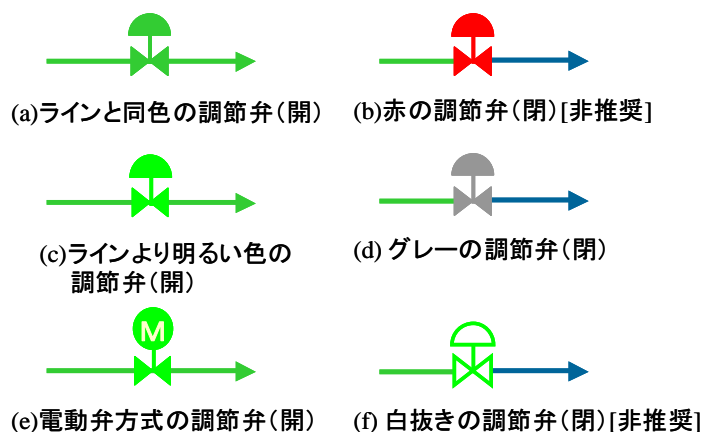 (a)ラインと同色の調節弁(開)
(b)赤の調節弁(閉)[非推奨]
(c)ラインより明るい色の
調節弁(開)
(d) グレーの調節弁(閉)
M
(e)電動弁方式の調節弁(開)
(f) 白抜きの調節弁(閉)[非推奨]